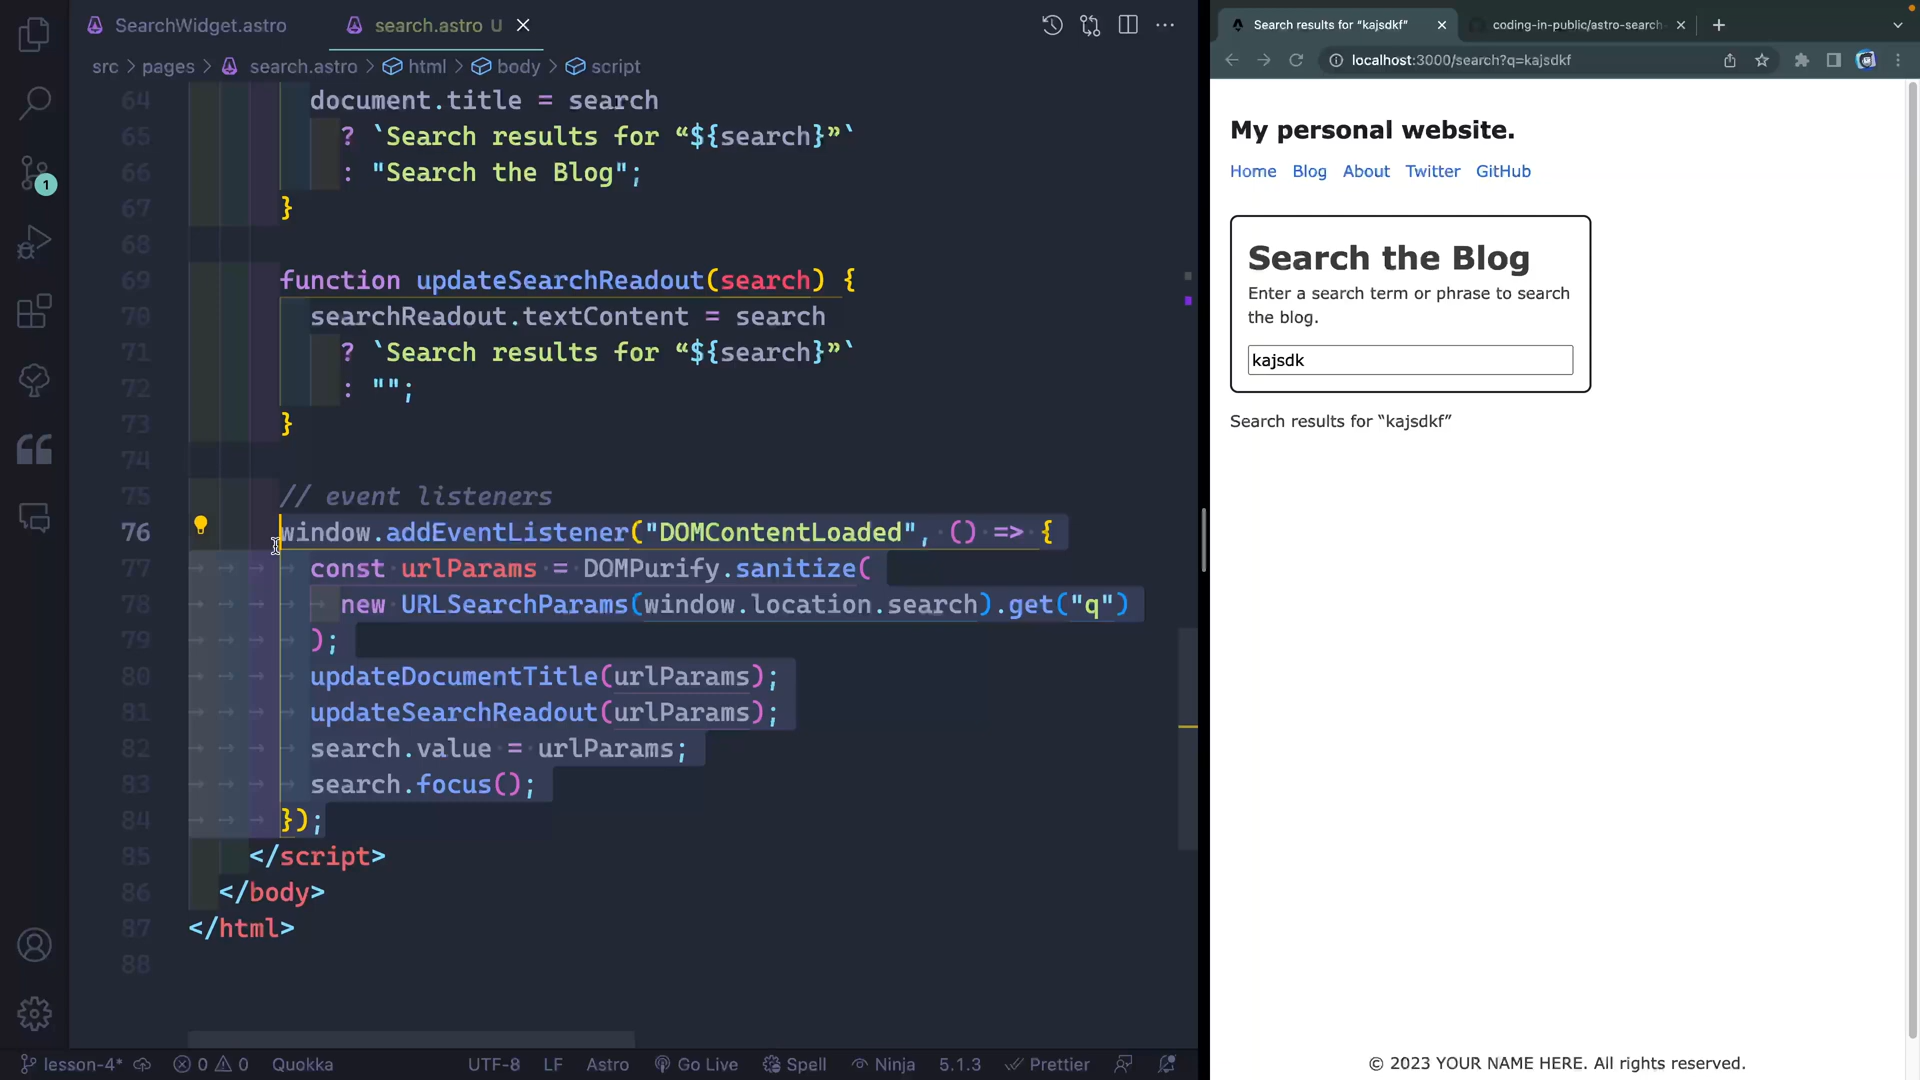 SearchWidget.astro
search.astro U
src > pages > search.astro > html > body > script
64 document.title = search
65 ? `Search results for “${search}”`
66 : "Search the Blog";
67 }
68
69 function updateSearchReadout(search) {
70 searchReadout.textContent = search
71 ? `Search results for “${search}”`
72 : "";
73 }
74
75 // event listeners
76 window.addEventListener("DOMContentLoaded", () => {
77 const urlParams = DOMPurify.sanitize(
78 new URLSearchParams(window.location.search).get("q")
79 );
80 updateDocumentTitle(urlParams);
81 updateSearchReadout(urlParams);
82 search.value = urlParams;
83 search.focus();
84 });
85 </script>
86 </body>
87 </html>
88
1
lesson-4* 0 0 Quokka UTF-8 LF Astro Go Live Spell Ninja 5.1.3 Prettier
Search results for “kajsdkf”
coding-in-public/astro-search
localhost:3000/search?q=kajsdkf
My personal website.
Home Blog About Twitter GitHub
Search the Blog
Enter a search term or phrase to search
the blog.
kajsdk
Search results for “kajsdkf”
© 2023 YOUR NAME HERE. All rights reserved.